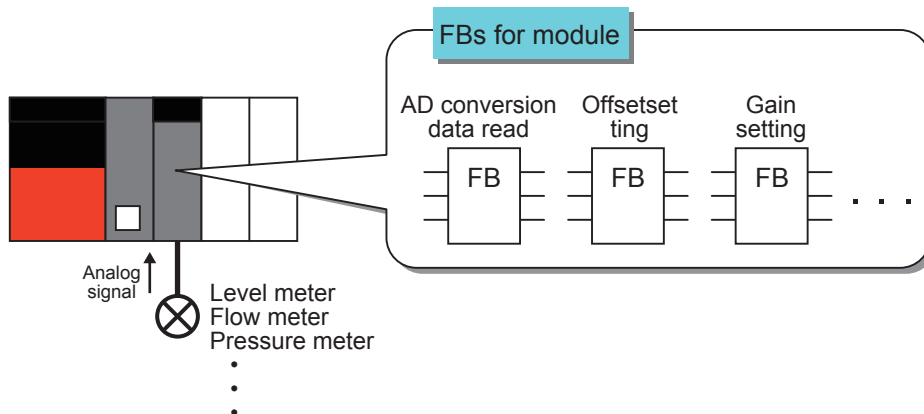 FBs for module
AD conversion
data read
Offsetset
ting
Gain
setting
FB
FB
FB
Analog
signal
Level meter
Flow meter
Pressure meter